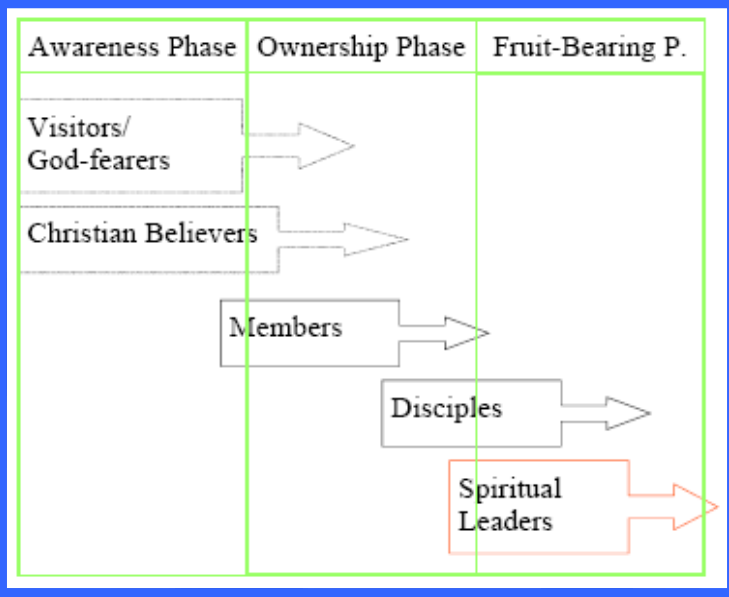 Awareness Phase
Ownership Phase
Fruit-Bearing P.
Visitors/
God-fearers
Christian Believers
Members
Disciples
Spiritual
Leaders